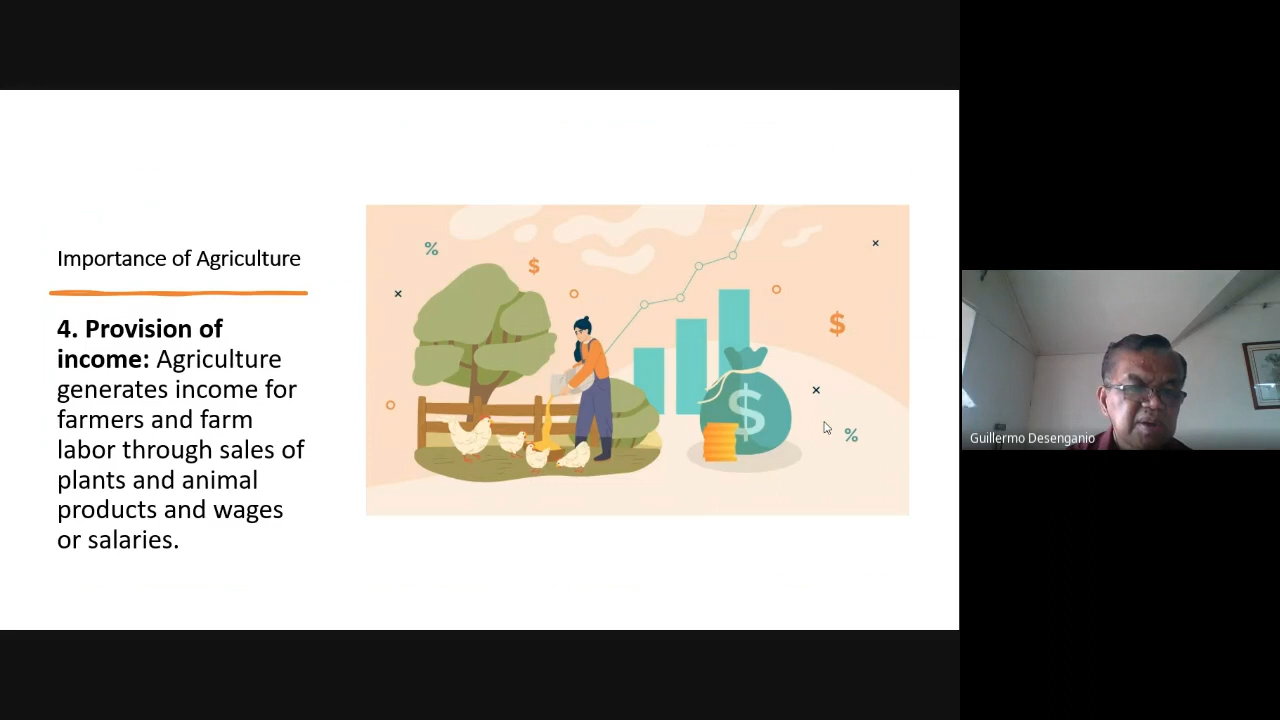 Importance of Agriculture
4. Provision of
income: Agriculture
generates income for
farmers and farm
labor through sales of
plants and animal
products and wages
or salaries.
%
$
$
$
%
Guillermo Desenganio